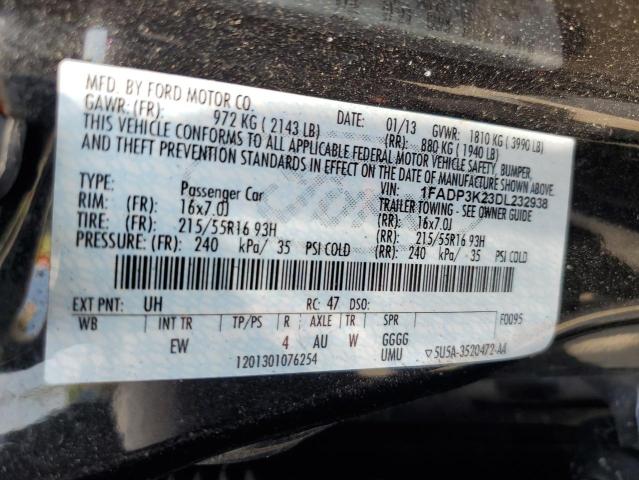 MFD. BY FORD MOTOR CO.
DATE: 01/13 GVWR: 1810 KG ( 3990 LB)
GAWR: (FR): 972 KG ( 2143 LB) (RR): 880 KG ( 1940 LB)
THIS VEHICLE CONFORMS TO ALL APPLICABLE FEDERAL MOTOR VEHICLE SAFETY, BUMPER,
AND THEFT PREVENTION STANDARDS IN EFFECT ON THE DATE OF MANUFACTURE SHOWN ABOVE.
VIN: 1FADP3K23DL232938
TYPE: Passenger Car TRAILER TOWING - SEE OWNER GUIDE
RIM: (FR): 16x7.0J (RR): 16x7.0J
TIRE: (FR): 215/55R16 93H (RR): 215/55R16 93H
PRESSURE: (FR): 240 kPa/ 35 PSI COLD (RR): 240 kPa/ 35 PSI COLD
EXT PNT: UH RC: 47 DSO: F0095
WB INT TR TP/PS R AXLE TR SPR
EW 4 AU W GGGG
1201301076254 UMU 5U5A-3520472-AA